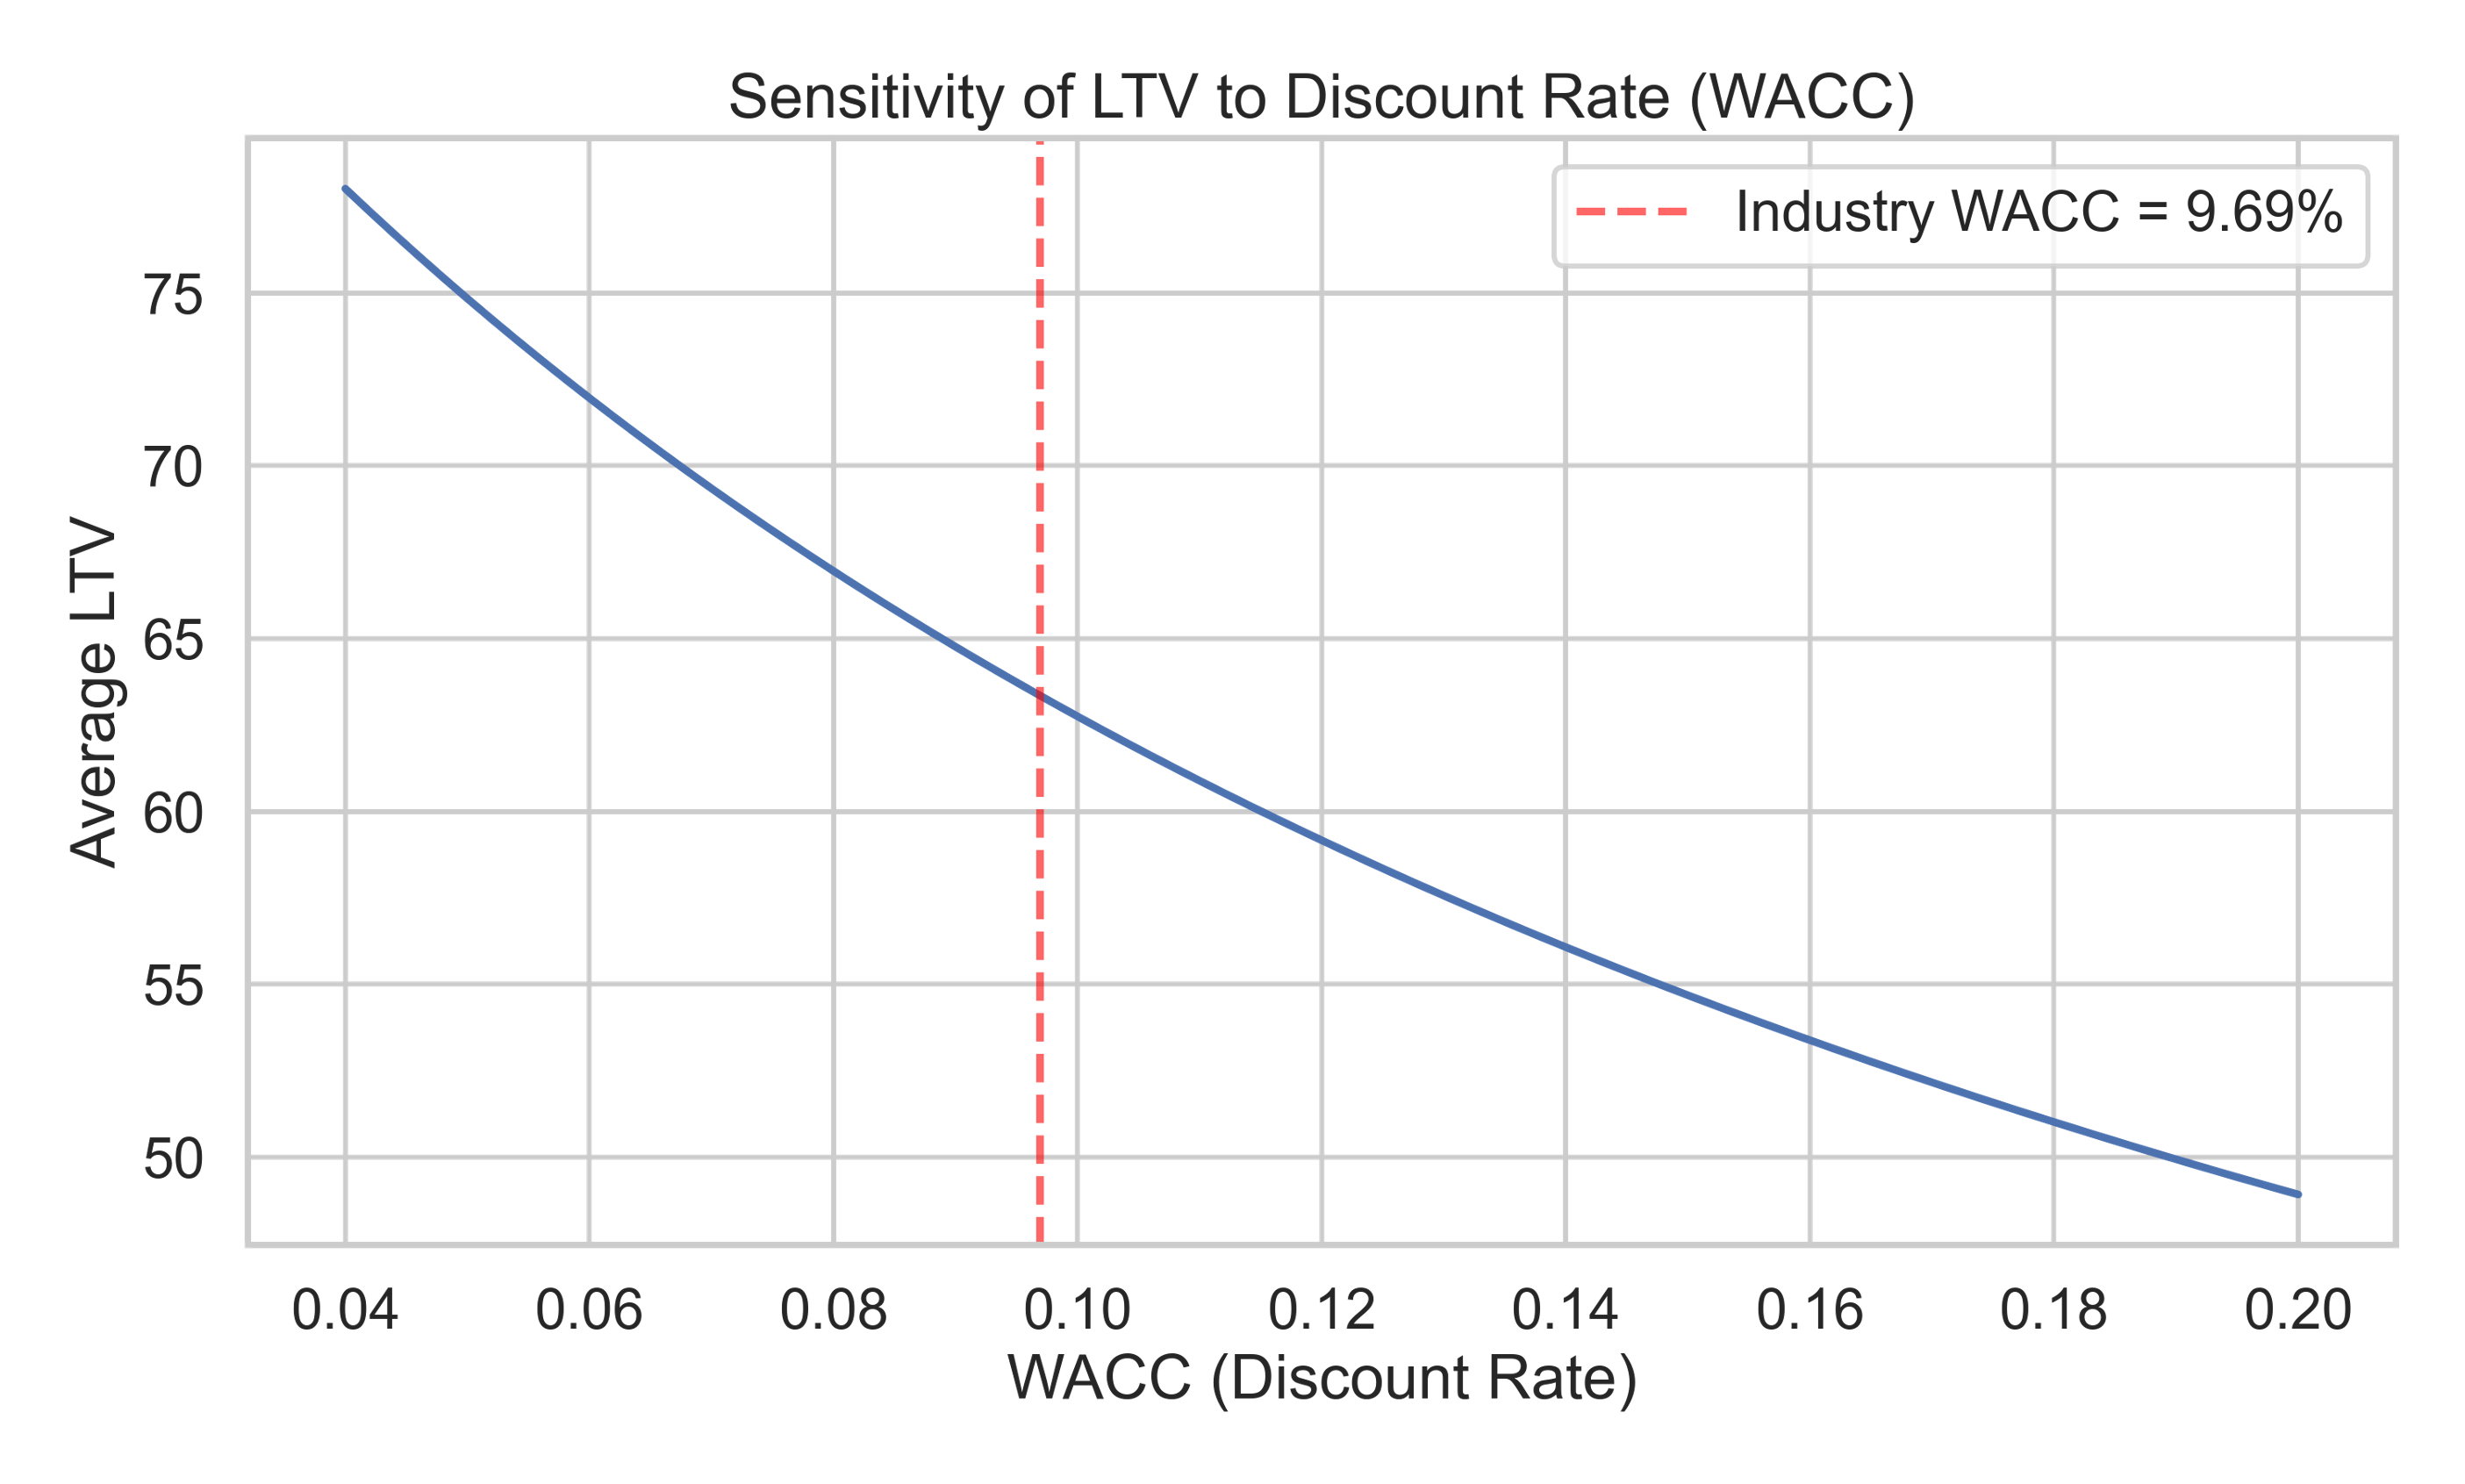 Sensitivity of LTV to Discount Rate (WACC)
Industry WACC = 9.69%
Average LTV
75
70
65
60
55
50
0.04 0.06 0.08 0.10 0.12 0.14 0.16 0.18 0.20
WACC (Discount Rate)